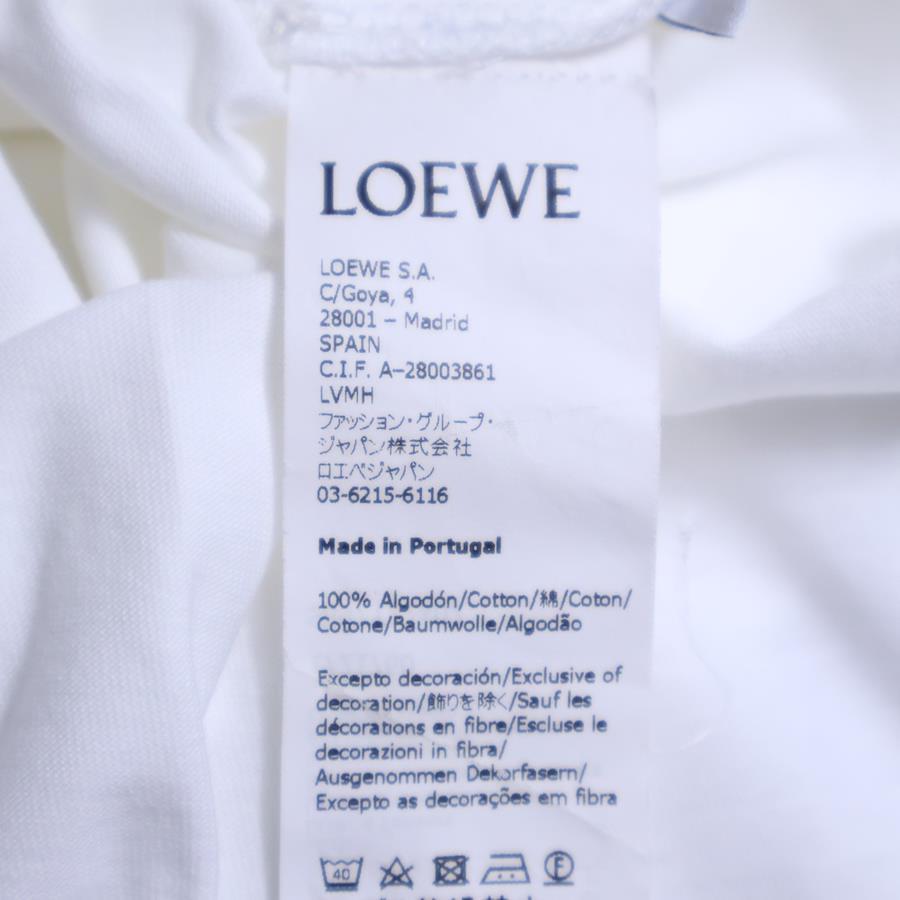 LOEWE
LOEWE S.A.
C/Goya, 4
28001 – Madrid
SPAIN
C.I.F. A–28003861
LVMH
ファッション・グループ・
ジャパン株式会社
ロエベジャパン
03-6215-6116
Made in Portugal
100% Algodón/Cotton/綿/Coton/
Cotone/Baumwolle/Algodão
Excepto decoración/Exclusive of
decoration/飾りを除く/Sauf les
décorations en fibre/Escluse le
decorazioni in fibra/
Ausgenommen Dekorfasern/
Excepto as decorações em fibra
40 F